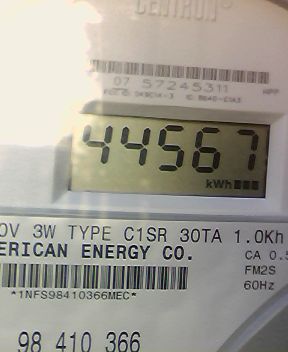 CENTRON®
07 57245311
44567
kWh
0V 3W TYPE C1SR 30TA 1.0Kh
ERICAN ENERGY CO.
CA 0.5
FM2S
*1NFS98410366MEC*
60Hz
98 410 366